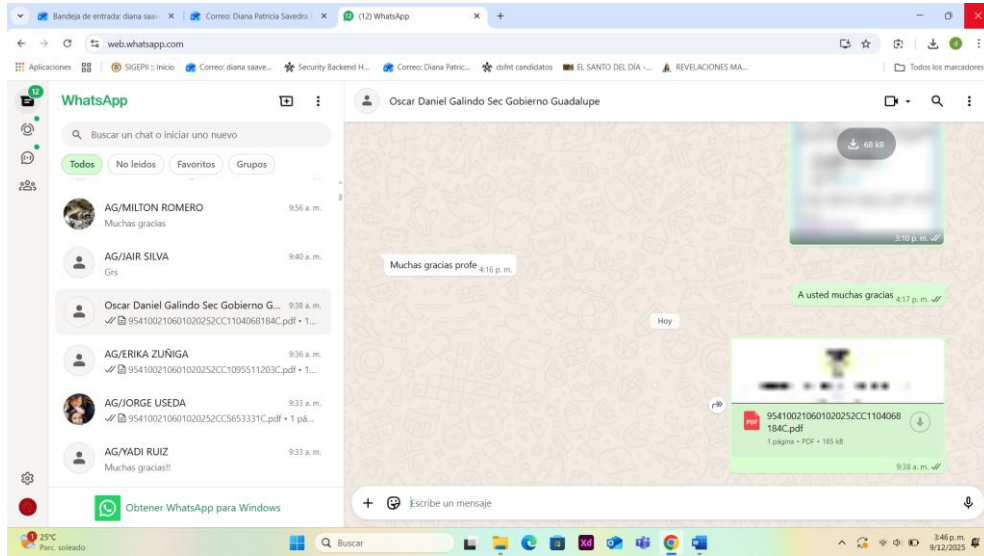 Bandeja de entrada: diana saav
Correo: Diana Patricia Savedra
(12) WhatsApp
web.whatsapp.com
Aplicaciones
SIGEPII :: Inicio
Correo: diana saave...
Security Backend H...
Correo: Diana Patric...
dsfnt candidatos
EL SANTO DEL DÍA -...
REVELACIONES MA...
Todos los marcadores
12
WhatsApp
Buscar un chat o iniciar uno nuevo
Todos
No leídos
Favoritos
Grupos
AG/MILTON ROMERO
9:56 a. m.
Muchas gracias
AG/JAIR SILVA
9:40 a. m.
Grs
Oscar Daniel Galindo Sec Gobierno G...
9:38 a. m.
954100210601020252CC1104068184C.pdf • 1...
AG/ERIKA ZUÑIGA
9:36 a. m.
954100210601020252CC1095511203C.pdf • 1...
AG/JORGE USEDA
9:33 a. m.
954100210601020252CC5653331C.pdf • 1 pá...
AG/YADI RUIZ
9:33 a. m.
Muchas gracias!!
Obtener WhatsApp para Windows
Oscar Daniel Galindo Sec Gobierno Guadalupe
68 kB
3:10 p. m.
Muchas gracias profe
4:16 p. m.
A usted muchas gracias
4:17 p. m.
Hoy
PDF
954100210601020252CC1104068
184C.pdf
1 página • PDF • 165 kB
9:38 a. m.
Escribe un mensaje
1
25°C
Parc. soleado
Buscar
3:46 p. m.
9/12/2025